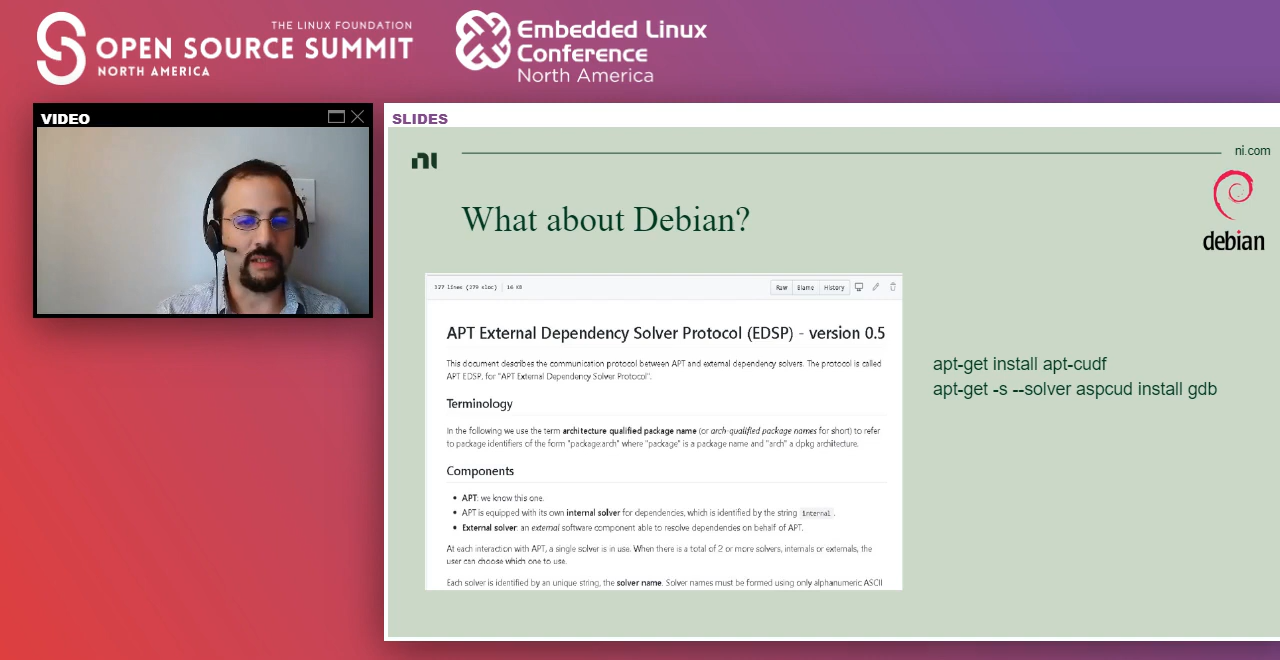 THE LINUX FOUNDATION
OPEN SOURCE SUMMIT
NORTH AMERICA
Embedded Linux
Conference
North America
VIDEO
SLIDES
ni
ni.com
debian
What about Debian?
127 lines (279 sloc) 16 KB
Raw Blame History
APT External Dependency Solver Protocol (EDSP) - version 0.5
This document describes the communication protocol between APT and external dependency solvers. The protocol is called
APT EDSP, for "APT External Dependency Solver Protocol".
Terminology
In the following we use the term architecture qualified package name (or arch-qualified package names for short) to refer
to package identifiers of the form "package:arch" where "package" is a package name and "arch" a dpkg architecture.
Components
• APT: we know this one.
• APT is equipped with its own internal solver for dependencies, which is identified by the string internal.
• External solver: an external software component able to resolve dependencies on behalf of APT.
At each interaction with APT, a single solver is in use. When there is a total of 2 or more solvers, internals or externals, the
user can choose which one to use.
Each solver is identified by an unique string, the solver name. Solver names must be formed using only alphanumeric ASCII
apt-get install apt-cudf
apt-get -s --solver aspcud install gdb